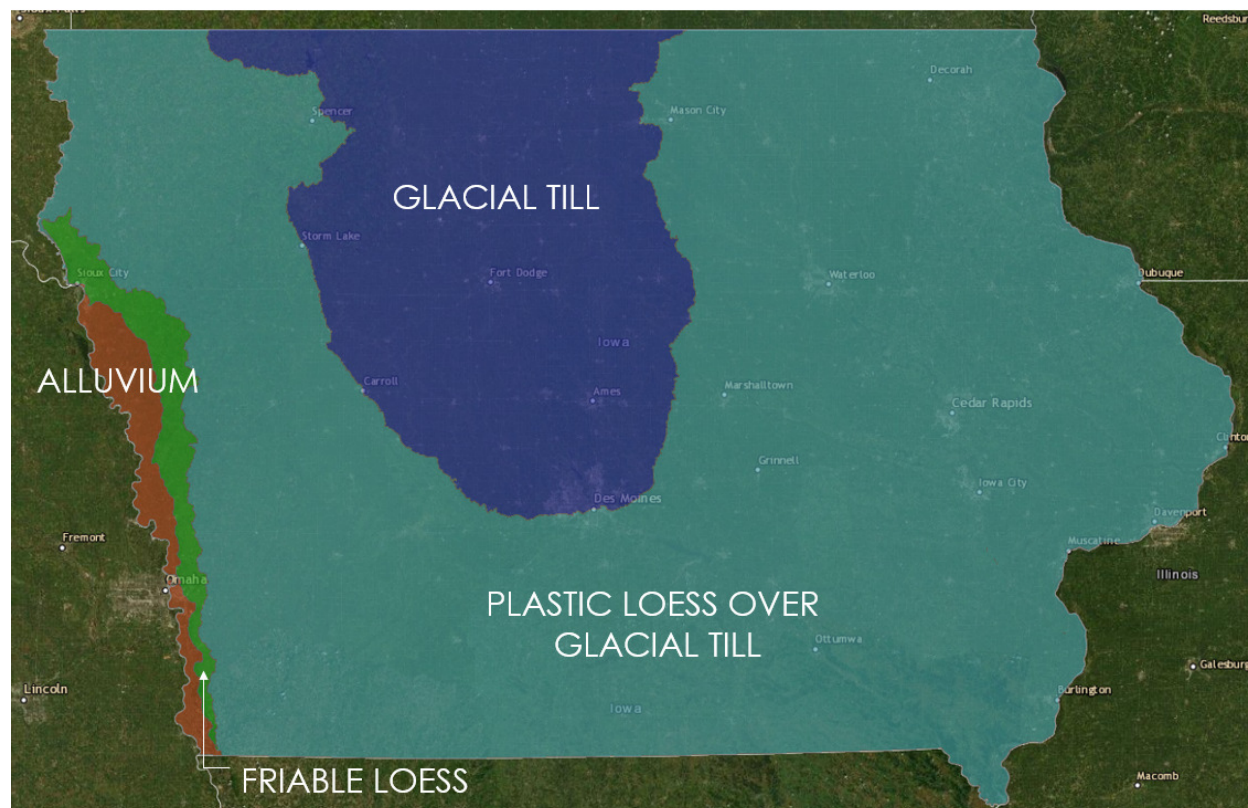 Reedsbur
Decorah
Spencer
Mason City
GLACIAL TILL
Storm Lake
Sioux City
Fort Dodge
Waterloo
Dubuque
Iowa
ALLUVIUM
Carroll
Ames
Marshalltown
Cedar Rapids
Clinton
Grinnell
Iowa City
Des Moines
Davenport
Fremont
Muscatine
Omaha
Illinois
PLASTIC LOESS OVER
GLACIAL TILL
Ottumwa
Galesburg
Lincoln
Burlington
Iowa
FRIABLE LOESS
Macomb